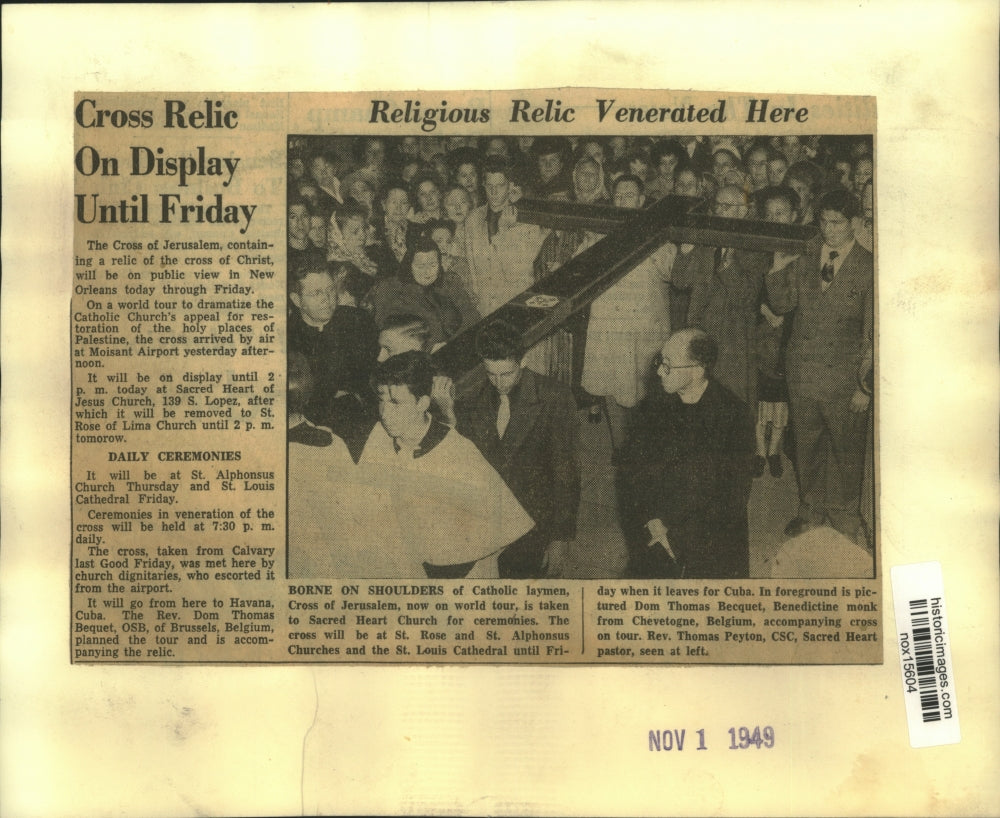 Cross Relic
On Display
Until Friday
The Cross of Jerusalem, contain-
ing a relic of the cross of Christ,
will be on public view in New
Orleans today through Friday.
On a world tour to dramatize the
Catholic Church's appeal for res-
toration of the holy places of
Palestine, the cross arrived by air
at Moisant Airport yesterday after-
noon.
It will be on display until 2
p. m. today at Sacred Heart of
Jesus Church, 139 S. Lopez, after
which it will be removed to St.
Rose of Lima Church until 2 p. m.
tomorow.
DAILY CEREMONIES
It will be at St. Alphonsus
Church Thursday and St. Louis
Cathedral Friday.
Ceremonies in veneration of the
cross will be held at 7:30 p. m.
daily.
The cross, taken from Calvary
last Good Friday, was met here by
church dignitaries, who escorted it
from the airport.
It will go from here to Havana,
Cuba. The Rev. Dom Thomas
Bequet, OSB, of Brussels, Belgium,
planned the tour and is accom-
panying the relic.
Religious Relic Venerated Here
BORNE ON SHOULDERS of Catholic laymen,
Cross of Jerusalem, now on world tour, is taken
to Sacred Heart Church for ceremonies. The
cross will be at St. Rose and St. Alphonsus
Churches and the St. Louis Cathedral until Fri-
day when it leaves for Cuba. In foreground is pic-
tured Dom Thomas Becquet, Benedictine monk
from Chevetogne, Belgium, accompanying cross
on tour. Rev. Thomas Peyton, CSC, Sacred Heart
pastor, seen at left.
historicimages.com
nox15604
NOV 1 1949